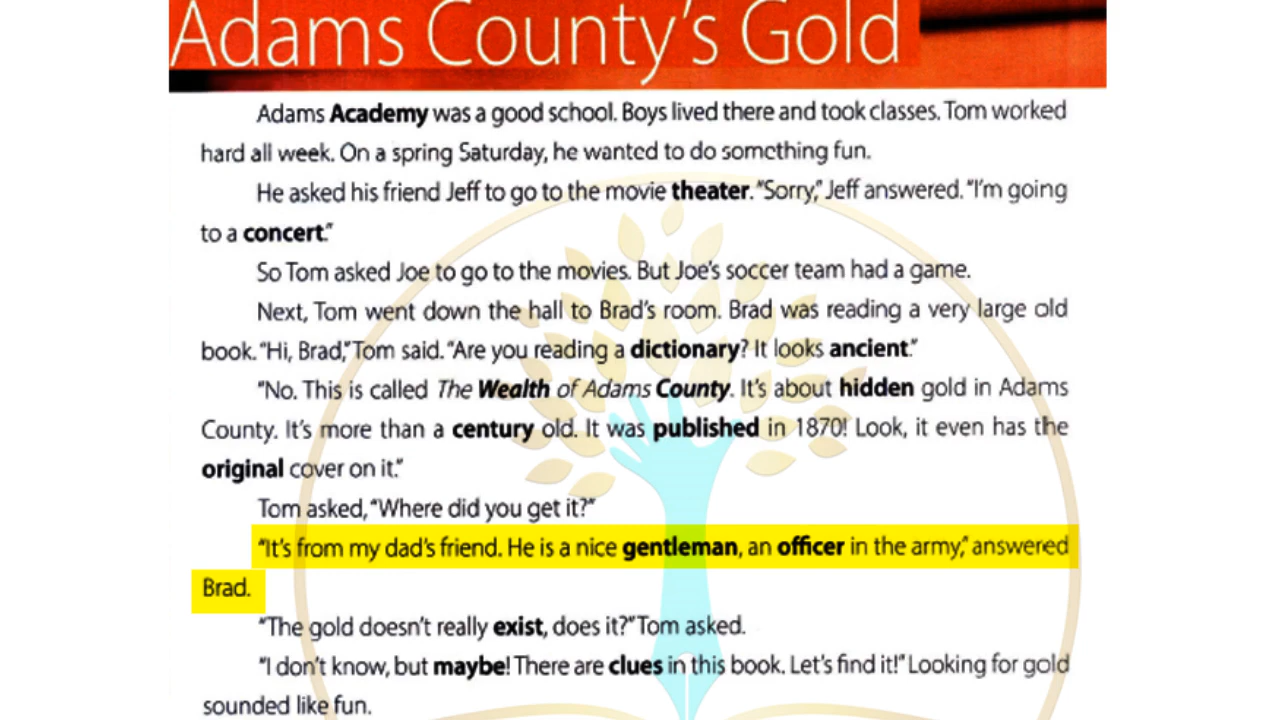 Adams County's Gold
Adams Academy was a good school. Boys lived there and took classes. Tom worked
hard all week. On a spring Saturday, he wanted to do something fun.
He asked his friend Jeff to go to the movie theater. "Sorry," Jeff answered. "I'm going
to a concert."
So Tom asked Joe to go to the movies. But Joe's soccer team had a game.
Next, Tom went down the hall to Brad's room. Brad was reading a very large old
book. "Hi, Brad," Tom said. "Are you reading a dictionary? It looks ancient."
"No. This is called The Wealth of Adams County. It's about hidden gold in Adams
County. It's more than a century old. It was published in 1870! Look, it even has the
original cover on it."
Tom asked, "Where did you get it?"
"It's from my dad's friend. He is a nice gentleman, an officer in the army," answered
Brad.
"The gold doesn't really exist, does it?" Tom asked.
"I don't know, but maybe! There are clues in this book. Let's find it!" Looking for gold
sounded like fun.